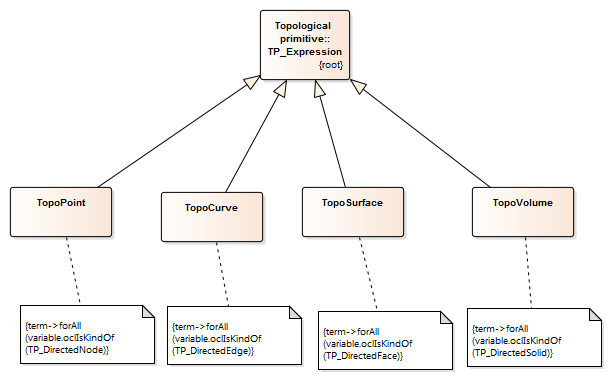 Topological
primitive::
TP_Expression
{root}
TopoPoint
TopoCurve
TopoSurface
TopoVolume
{term->forAll
(variable.oclIsKindOf
(TP_DirectedNode)}
{term->forAll
(variable.oclIsKindOf
(TP_DirectedEdge)}
{term->forAll
(variable.oclIsKindOf
(TP_DirectedFace)}
{term->forAll
(variable.oclIsKindOf
(TP_DirectedSolid)}